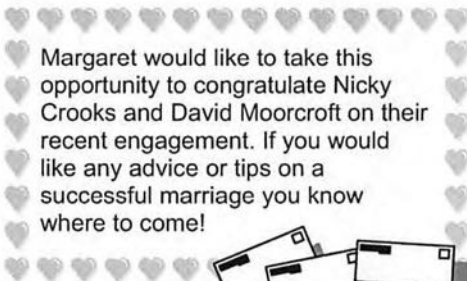 Margaret would like to take this
opportunity to congratulate Nicky
Crooks and David Moorcroft on their
recent engagement. If you would
like any advice or tips on a
successful marriage you know
where to come!